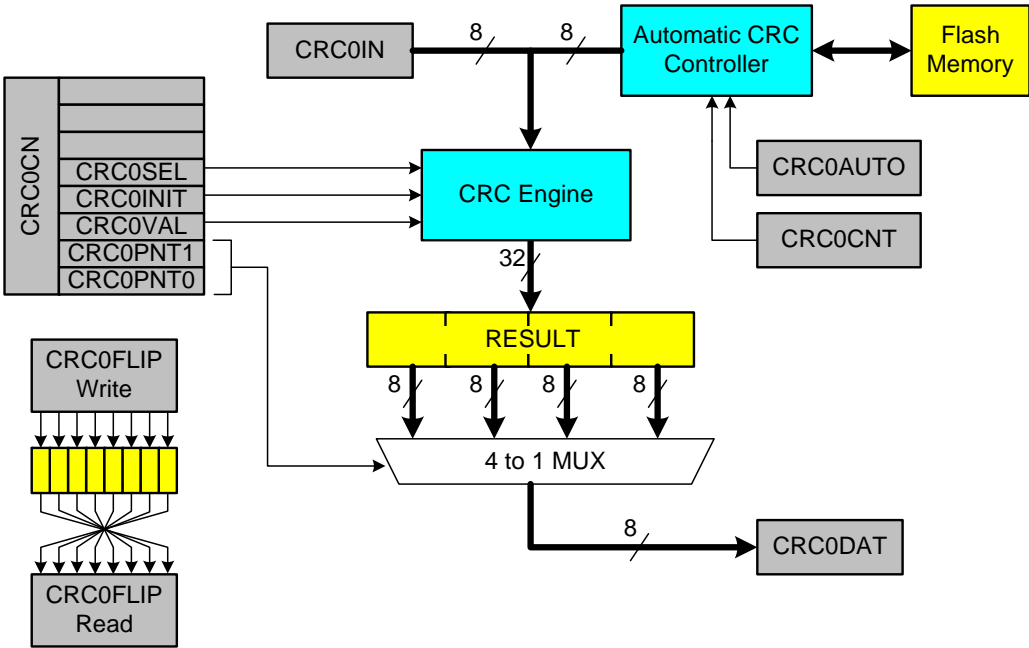 CRC0IN
8
8
Automatic CRC
Controller
Flash
Memory
CRC0CN
CRC0SEL
CRC0INIT
CRC0VAL
CRC0PNT1
CRC0PNT0
CRC Engine
CRC0AUTO
CRC0CNT
32
RESULT
8
8
8
8
4 to 1 MUX
8
CRC0DAT
CRC0FLIP
Write
CRC0FLIP
Read